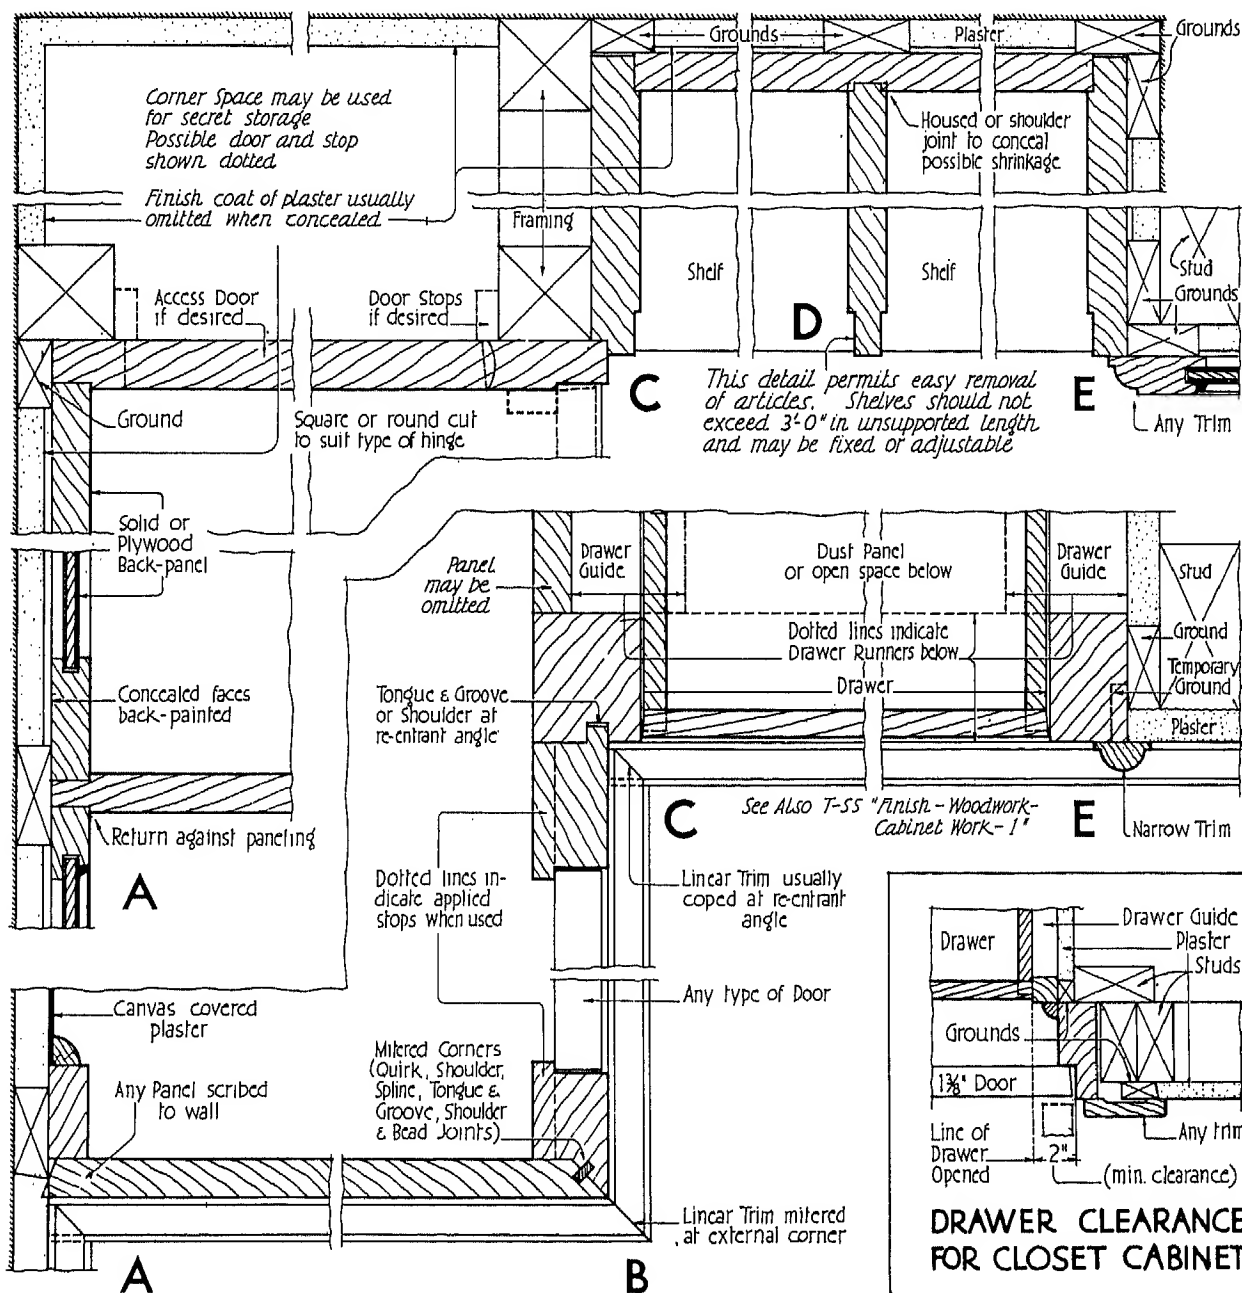 Grounds
Plaster
Grounds
Corner Space may be used
for secret storage
Possible door and stop
shown dotted
Finish coat of plaster usually
omitted when concealed
Housed or shoulder
joint to conceal
possible shrinkage
Framing
Shelf
Shelf
Stud
Grounds
Access Door
if desired
Door Stops
if desired
D
C
This detail permits easy removal
of articles. Shelves should not
exceed 3'-0" in unsupported length
and may be fixed or adjustable
E
Any Trim
Ground
Square or round cut
to suit type of hinge
Solid or
Plywood
Back-panel
Panel
may be
omitted
Drawer
Guide
Dust Panel
or open space below
Drawer
Guide
Stud
Dotted lines indicate
Drawer Runners below
Ground
Temporary
Ground
Drawer
Plaster
Concealed faces
back-painted
Tongue & Groove
or Shoulder at
re-entrant angle
Return against paneling
A
C
See Also T-SS "Finish-Woodwork-
Cabinet Work-1"
E
Narrow Trim
Dotted lines in-
dicate applied
stops when used
Linear Trim usually
coped at re-entrant
angle
Any type of Door
Canvas covered
plaster
Any Panel scribed
to wall
Mitered Corners
(Quirk, Shoulder,
Spline, Tongue &
Groove, Shoulder
& Bead Joints)
Linear Trim mitered
at external corner
A
B
Drawer
Drawer Guide
Plaster
Studs
Grounds
1⅜" Door
Line of
Drawer
Opened
2"
(min. clearance)
Any trim
DRAWER CLEARANCE
FOR CLOSET CABINET